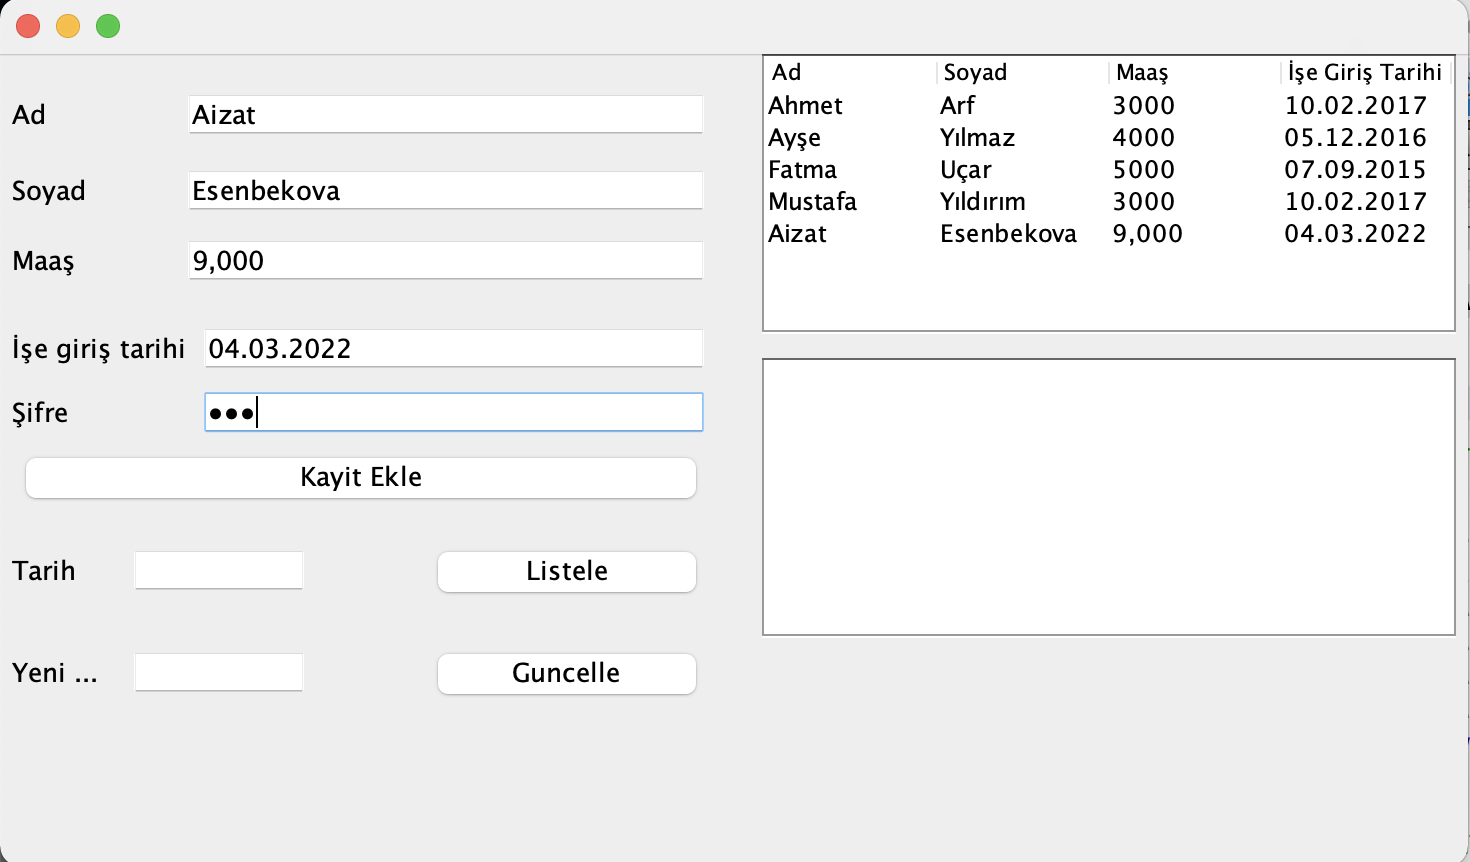 Ad Aizat
Soyad Esenbekova
Maaş 9,000
İşe giriş tarihi 04.03.2022
Şifre •••
Kayit Ekle
Tarih Listele
Yeni ... Guncelle
Ad Soyad Maaş İşe Giriş Tarihi
Ahmet Arf 3000 10.02.2017
Ayşe Yılmaz 4000 05.12.2016
Fatma Uçar 5000 07.09.2015
Mustafa Yıldırım 3000 10.02.2017
Aizat Esenbekova 9,000 04.03.2022